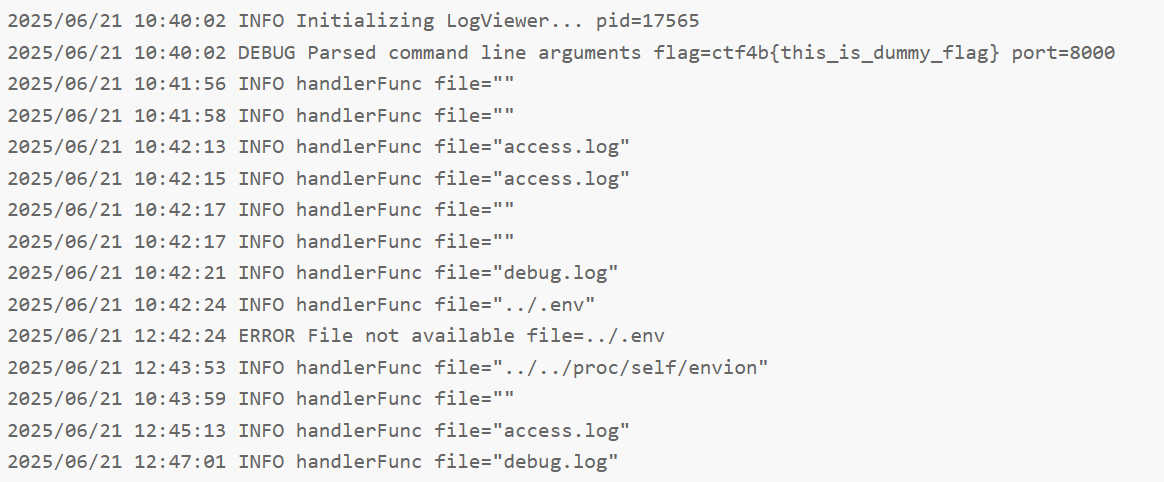 2025/06/21 10:40:02 INFO Initializing LogViewer... pid=17565
2025/06/21 10:40:02 DEBUG Parsed command line arguments flag=ctf4b{this_is_dummy_flag} port=8000
2025/06/21 10:41:56 INFO handlerFunc file=""
2025/06/21 10:41:58 INFO handlerFunc file=""
2025/06/21 10:42:13 INFO handlerFunc file="access.log"
2025/06/21 10:42:15 INFO handlerFunc file="access.log"
2025/06/21 10:42:17 INFO handlerFunc file=""
2025/06/21 10:42:17 INFO handlerFunc file=""
2025/06/21 10:42:21 INFO handlerFunc file="debug.log"
2025/06/21 10:42:24 INFO handlerFunc file="../.env"
2025/06/21 12:42:24 ERROR File not available file=../.env
2025/06/21 12:43:53 INFO handlerFunc file="../../proc/self/envion"
2025/06/21 10:43:59 INFO handlerFunc file=""
2025/06/21 12:45:13 INFO handlerFunc file="access.log"
2025/06/21 12:47:01 INFO handlerFunc file="debug.log"